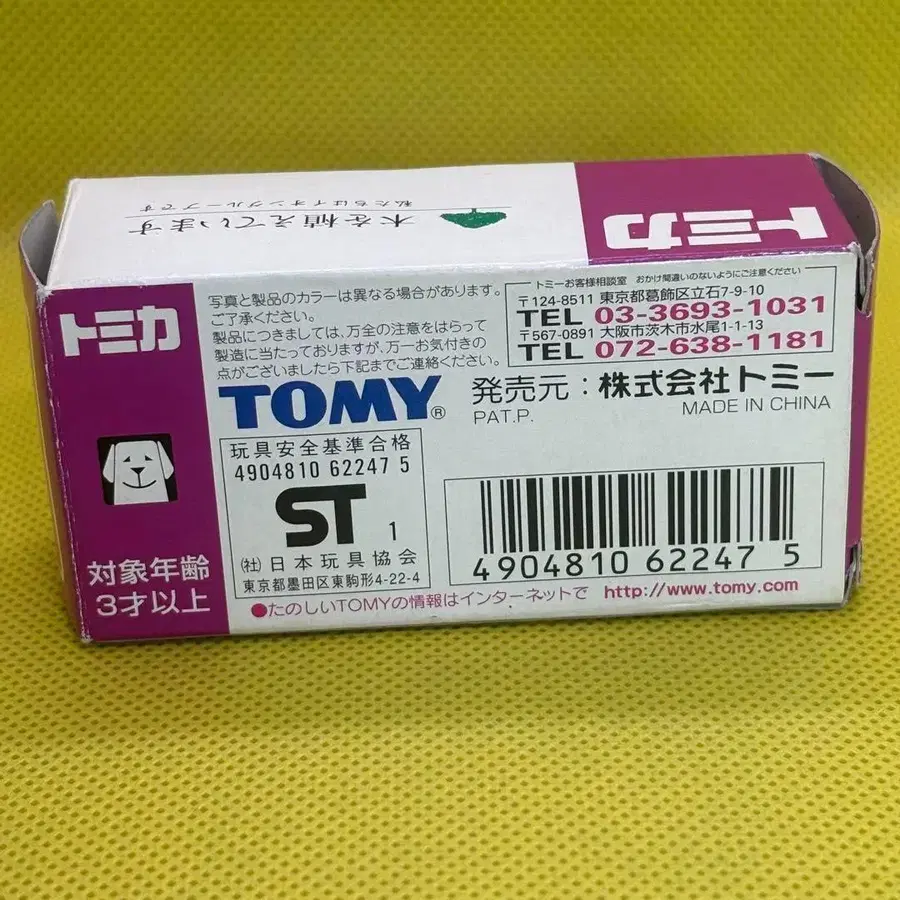 木を植えています
私たちはイオングループです
トミカ
トミカ
対象年齢
3才以上
写真と製品のカラーは異なる場合があります。
ご了承ください。
製品につきましては、万全の注意をはらって
製造に当たっておりますが、万一お気付きの
点がございましたら下記までご連絡ください。
トミーお客様相談室 おかけ間違いのないようにご注意ください
〒124-8511 東京都葛飾区立石7-9-10
TEL 03-3693-1031
〒567-0891 大阪市茨木市水尾1-1-13
TEL 072-638-1181
TOMY®
発売元：株式会社トミー
PAT.P.
MADE IN CHINA
玩具安全基準合格
4904810 62247 5
ST 1
(社)日本玩具協会
東京都墨田区東駒形4-22-4
4904810 62247 5
●たのしいTOMYの情報はインターネットで http://www.tomy.com